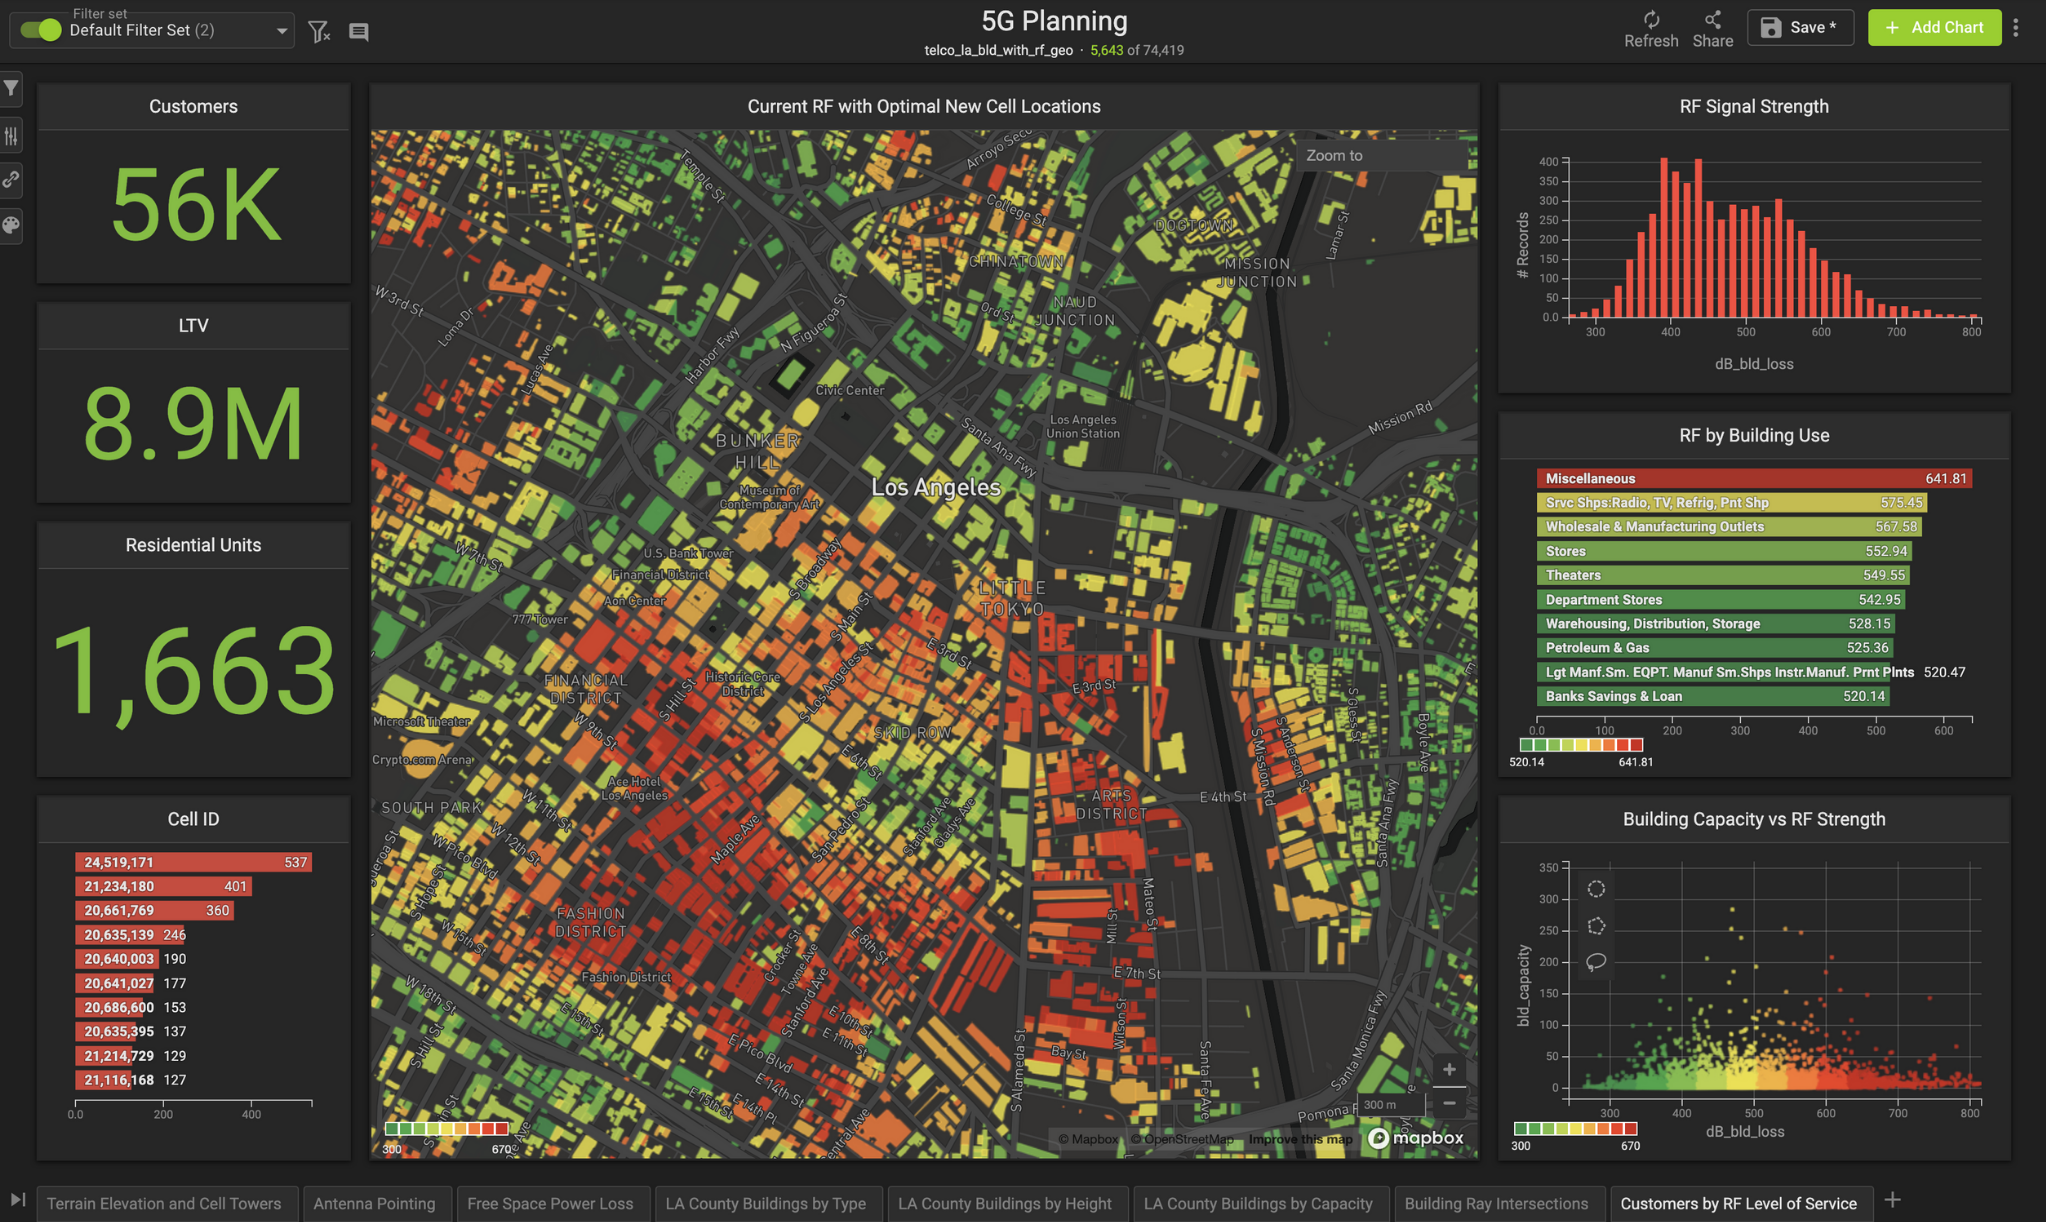 Filter set
Default Filter Set (2)
5G Planning
telco_la_bld_with_rf_geo · 5,643 of 74,419
Refresh
Share
Save *
+ Add Chart
Customers
56K
LTV
8.9M
Residential Units
1,663
Cell ID
24,519,171 537
21,234,180 401
20,661,769 360
20,635,139 246
20,640,003 190
20,641,027 177
20,686,600 153
20,635,395 137
21,214,729 129
21,116,168 127
0.0 200 400
Current RF with Optimal New Cell Locations
Zoom to
Temple St
Arroyo Seco
College St
DOGTOWN
Lamar St
CHINATOWN
MISSION
JUNCTION
W 3rd St
Loma Dr
Ord St
NAUD
JUNCTION
N Figueroa St
Harbor Fwy
Lucas Ave
Civic Center
Mission Rd
Los Angeles
Union Station
Santa Ana Fwy
BUNKER
HILL
Los Angeles
Museum of
Contemporary Art
W 7th St
U.S. Bank Tower
Financial District
S Broadway
Aon Center
LITTLE
TOKYO
777 Tower
S Main St
E 3rd St
S Los Angeles St
FINANCIAL
DISTRICT
Historic Core
District
S Hill St
E 3rd St
Microsoft Theater
W 9th St
SKID ROW
S Gless St
Boyle Ave
S Anderson St
S Mission Rd
Crypto.com Arena
E 6th St
Ace Hotel
Los Angeles
SOUTH PARK
W 11th St
E 4th St
ARTS
DISTRICT
San Pedro St
Stanford Ave
Gladys Ave
Santa Ana Fwy
W Pico Blvd
W 12th St
Maple Ave
S Hope St
FASHION
DISTRICT
Mateo St
Mill St
W 15th St
E 8th St
Crocker St
Towne Ave
Fashion District
E 7th St
W 18th St
Stanford Ave
E 10th St
E 11th St
E 15th St
Wilson St
S Hill St
E Pico Blvd
Bay St
S Alameda St
Santa Fe Ave
Santa Monica Fwy
E 14th St
E 14th Pl
E 15th St
Pomona F
300 m
300 670
© Mapbox © OpenStreetMap Improve this map
mapbox
RF Signal Strength
400
350
300
250
200
150
100
50
0.0
# Records
300 400 500 600 700 800
dB_bld_loss
RF by Building Use
Miscellaneous 641.81
Srvc Shps:Radio, TV, Refrig, Pnt Shp 575.45
Wholesale & Manufacturing Outlets 567.58
Stores 552.94
Theaters 549.55
Department Stores 542.95
Warehousing, Distribution, Storage 528.15
Petroleum & Gas 525.36
Lgt Manf.Sm. EQPT. Manuf Sm.Shps Instr.Manuf. Prnt Plnts 520.47
Banks Savings & Loan 520.14
0.0 100 200 300 400 500 600
520.14 641.81
Building Capacity vs RF Strength
350
300
250
200
150
100
50
0
bld_capacity
300 400 500 600 700 800
dB_bld_loss
300 670
Terrain Elevation and Cell Towers
Antenna Pointing
Free Space Power Loss
LA County Buildings by Type
LA County Buildings by Height
LA County Buildings by Capacity
Building Ray Intersections
Customers by RF Level of Service
+